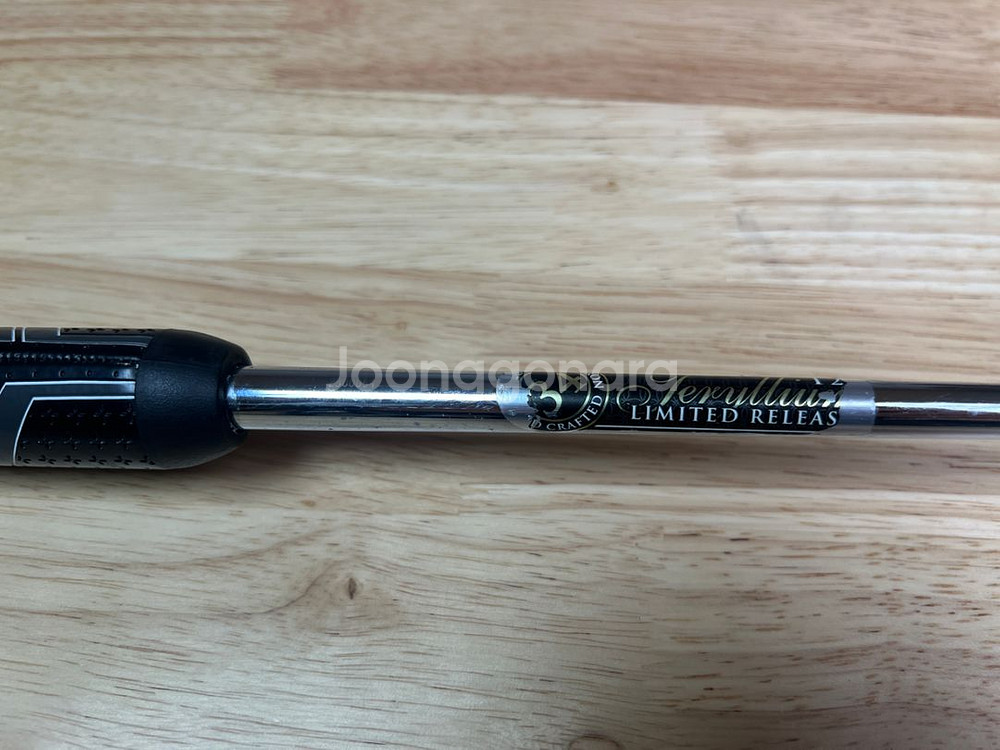 Joonggonara
CRAFTED
Teryllium
LIMITED RELEAS